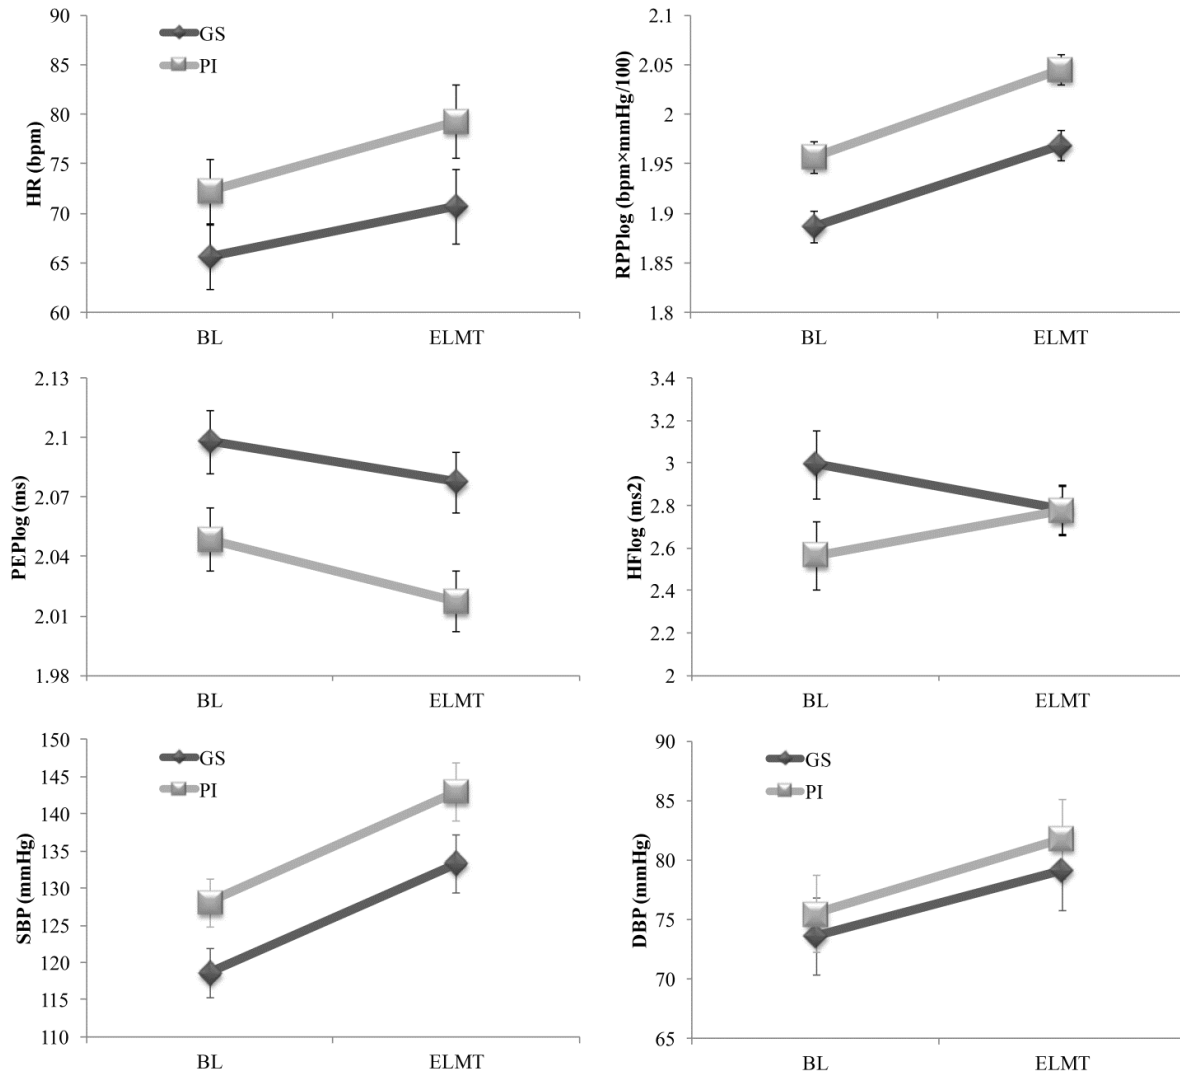 90
85
80
75
70
65
60
HR (bpm)
GS
PI
BL ELMT
2.1
2.05
2
1.95
1.9
1.85
1.8
RPPlog (bpm×mmHg/100)
BL ELMT
2.13
2.1
2.07
2.04
2.01
1.98
PEPlog (ms)
BL ELMT
3.4
3.2
3
2.8
2.6
2.4
2.2
2
HFlog (ms2)
BL ELMT
150
145
140
135
130
125
120
115
110
SBP (mmHg)
GS
PI
BL ELMT
90
85
80
75
70
65
DBP (mmHg)
GS
PI
BL ELMT